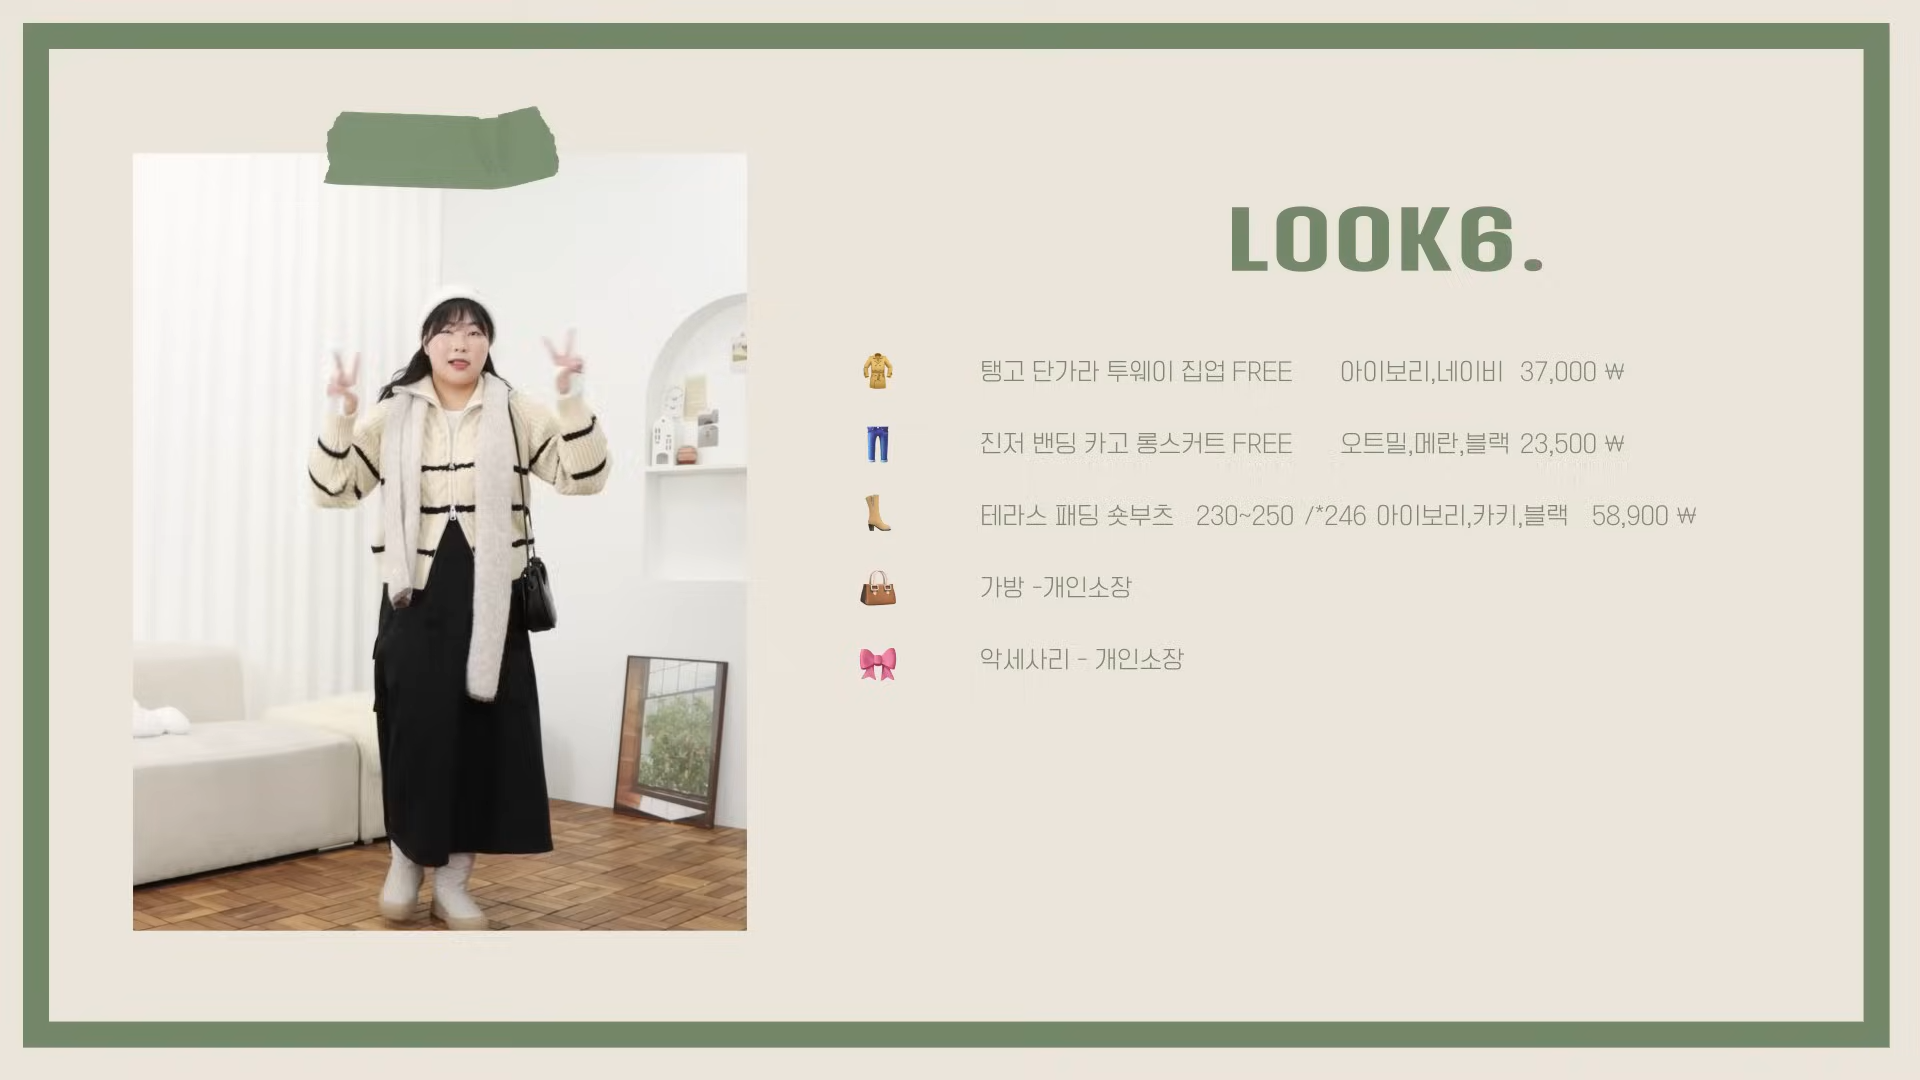 LOOK6.
탱고 단가라 투웨이 집업 FREE 아이보리,네이비 37,000 ₩
진저 밴딩 카고 롱스커트 FREE 오트밀,메란,블랙 23,500 ₩
테라스 패딩 숏부츠 230~250 /*246 아이보리,카키,블랙 58,900 ₩
가방 -개인소장
악세사리 - 개인소장